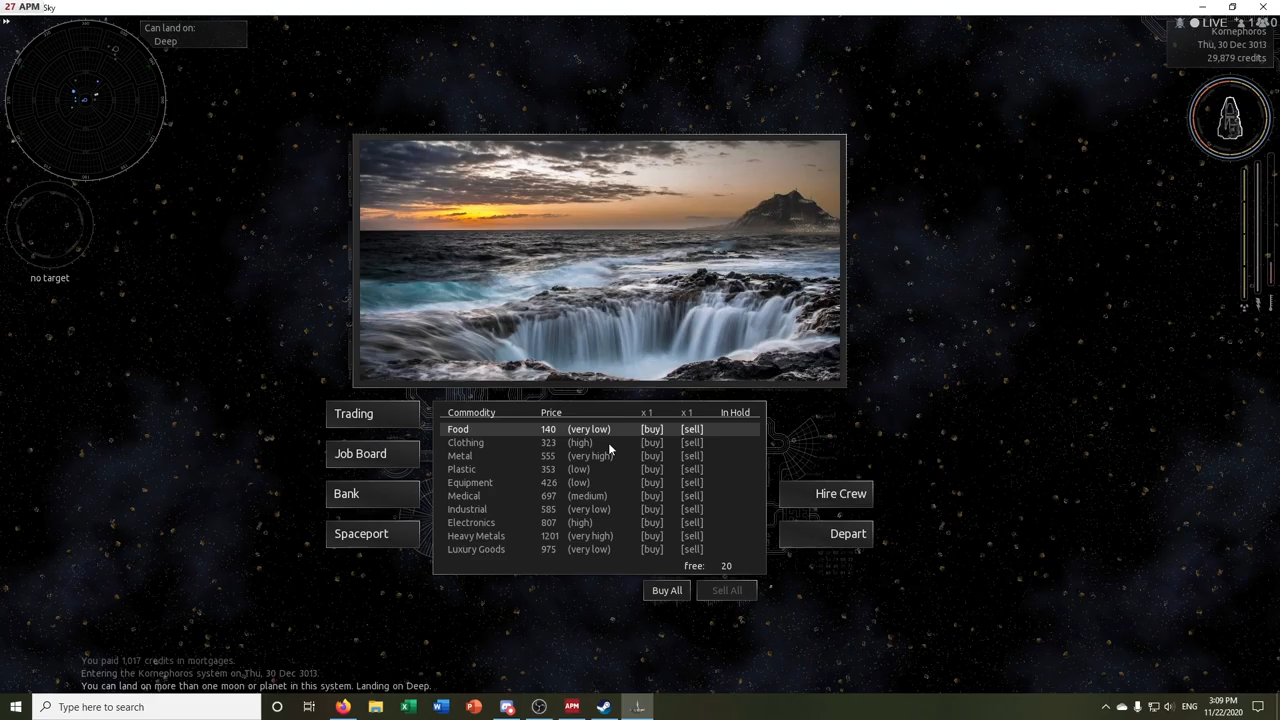 27 APM Sky
Can land on:
Deep
LIVE
Kornephoros
Thu, 30 Dec 3013
29,879 credits
no target
Trading
Job Board
Bank
Spaceport
Commodity Price x 1 x 1 In Hold
Food 140 (very low) [buy] [sell]
Clothing 323 (high) [buy] [sell]
Metal 555 (very high) [buy] [sell]
Plastic 353 (low) [buy] [sell]
Equipment 426 (low) [buy] [sell]
Medical 697 (medium) [buy] [sell]
Industrial 585 (very low) [buy] [sell]
Electronics 807 (high) [buy] [sell]
Heavy Metals 1201 (very high) [buy] [sell]
Luxury Goods 975 (very low) [buy] [sell]
free: 20
Buy All Sell All
Hire Crew
Depart
You paid 1,017 credits in mortgages.
Entering the Kornephoros system on Thu, 30 Dec 3013.
You can land on more than one moon or planet in this system. Landing on Deep.
Type here to search
APM
3:09 PM
11/22/2020